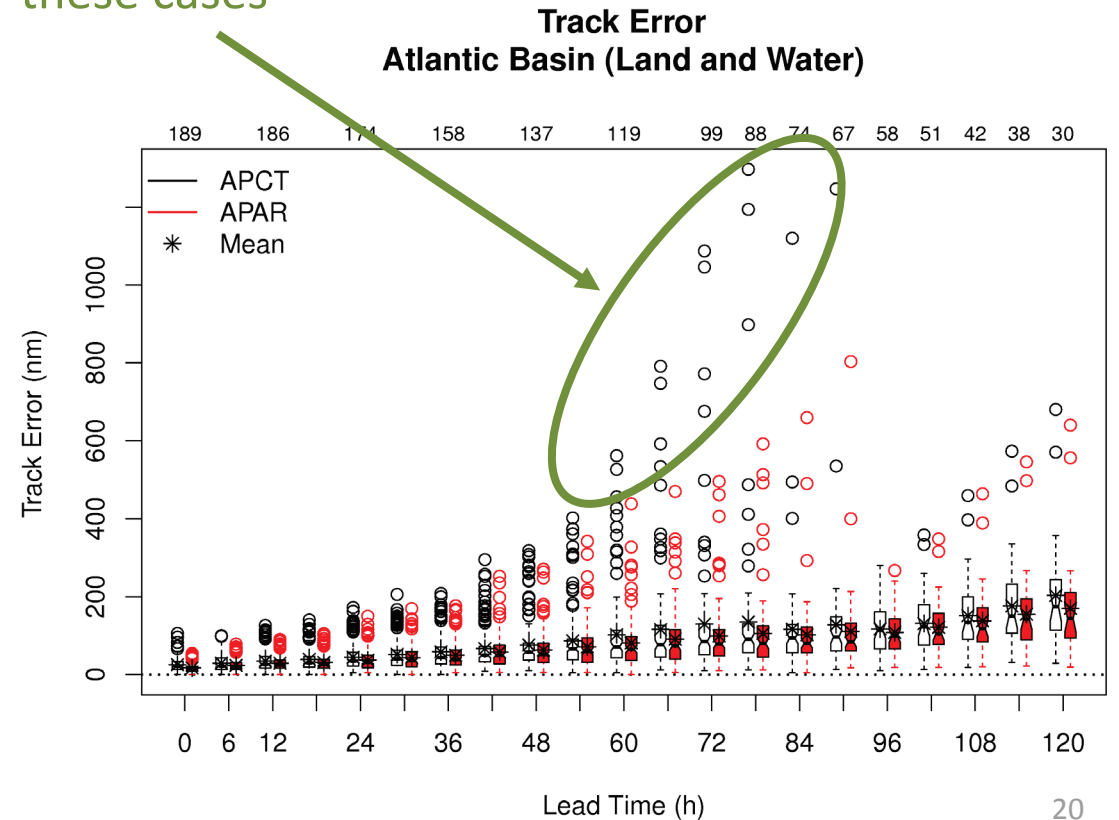 these cases
Track Error
Atlantic Basin (Land and Water)
189 186 174 158 137 119 99 88 74 67 58 51 42 38 30
APCT
APAR
Mean
Track Error (nm)
1000
800
600
400
200
0
0 6 12 24 36 48 60 72 84 96 108 120
Lead Time (h)
20